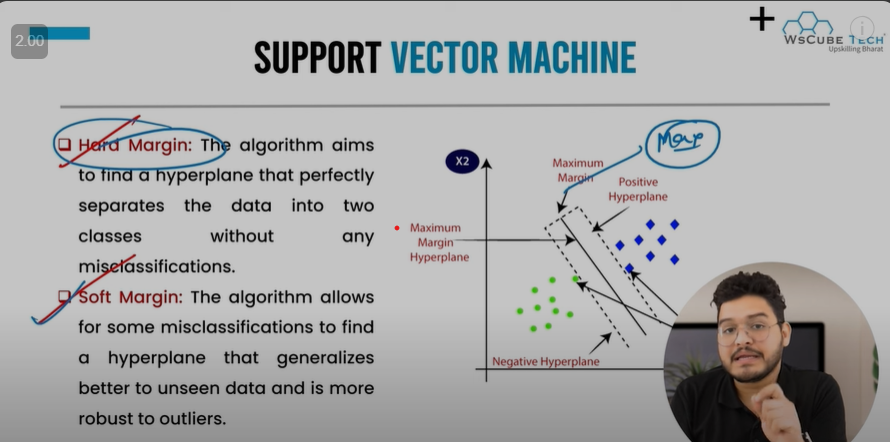 2.00
WsCube Tech
Upskilling Bharat
SUPPORT VECTOR MACHINE
Hard Margin: The algorithm aims
to find a hyperplane that perfectly
separates the data into two
classes without any
misclassifications.
Soft Margin: The algorithm allows
for some misclassifications to find
a hyperplane that generalizes
better to unseen data and is more
robust to outliers.
X2
Maximum
Margin
Positive
Hyperplane
Maximum
Margin
Hyperplane
Negative Hyperplane